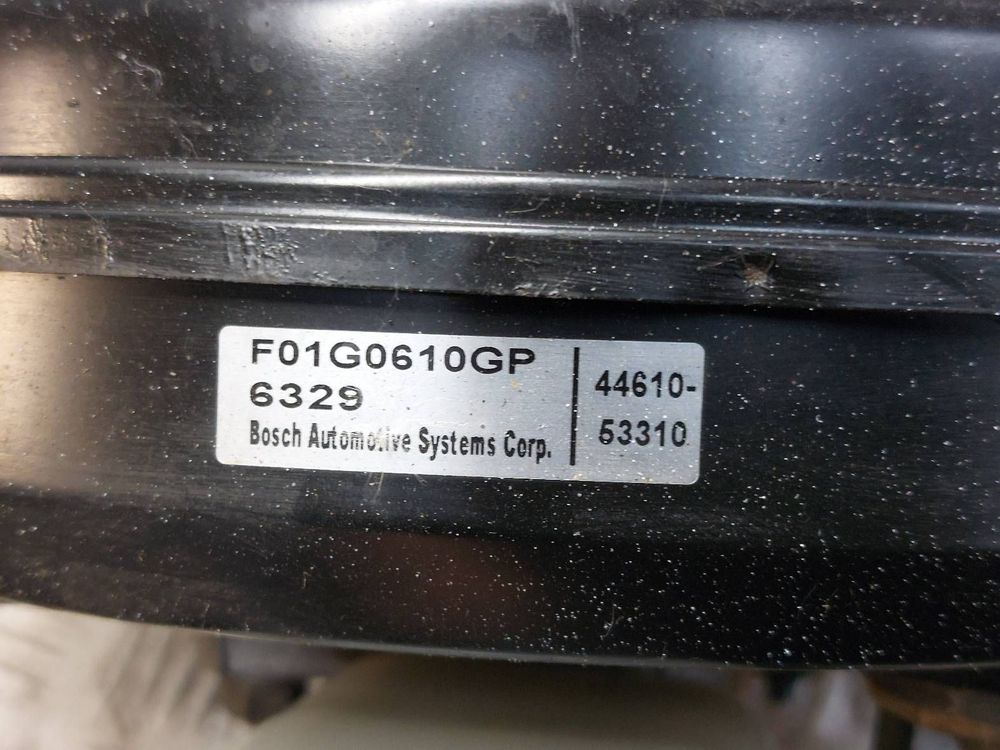 F01G0610GP
6329
Bosch Automotive Systems Corp.
44610-
53310